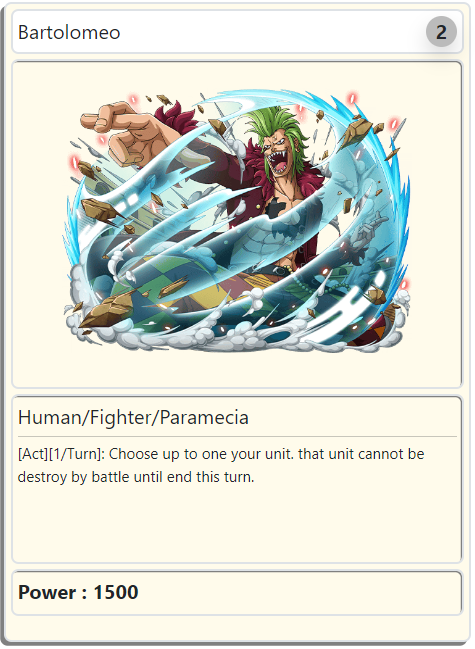 Bartolomeo
2
Human/Fighter/Paramecia
[Act][1/Turn]: Choose up to one your unit. that unit cannot be
destroy by battle until end this turn.
Power : 1500